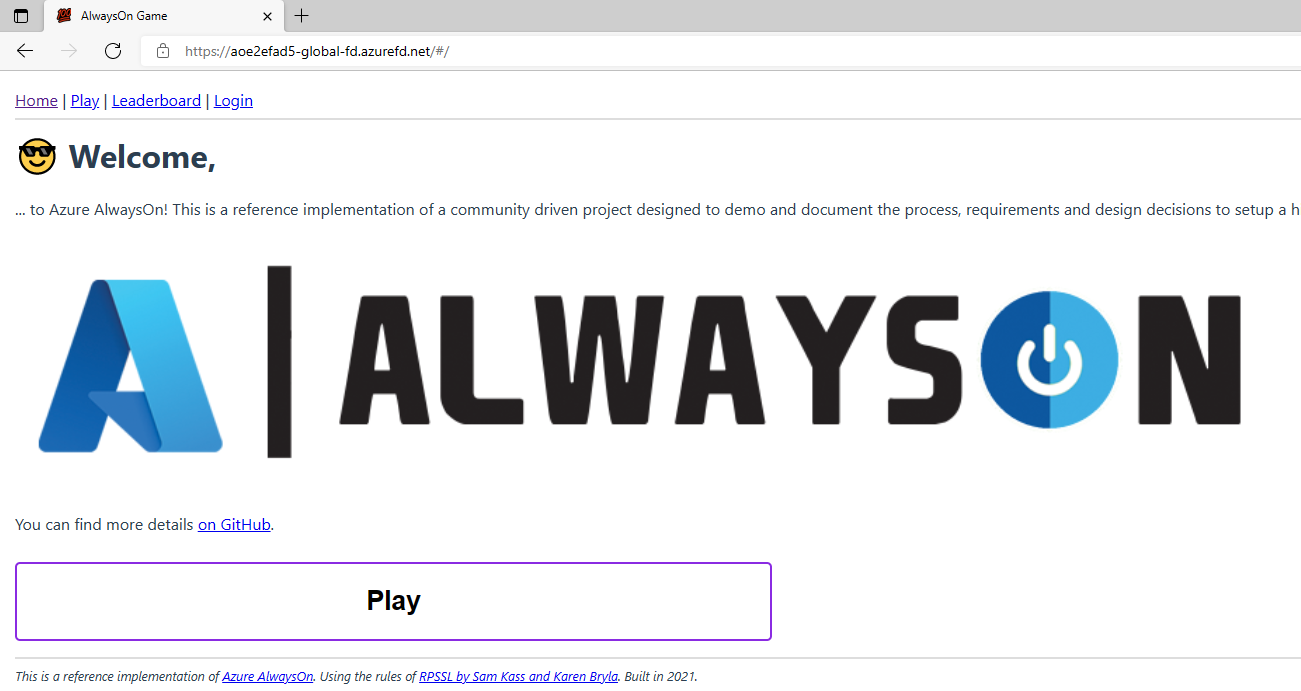 AlwaysOn Game
https://aoe2efad5-global-fd.azurefd.net/#/
Home | Play | Leaderboard | Login
Welcome,
... to Azure AlwaysOn! This is a reference implementation of a community driven project designed to demo and document the process, requirements and design decisions to setup a h
ALWAYSON
You can find more details on GitHub.
Play
This is a reference implementation of Azure AlwaysOn. Using the rules of RPSSL by Sam Kass and Karen Bryla. Built in 2021.